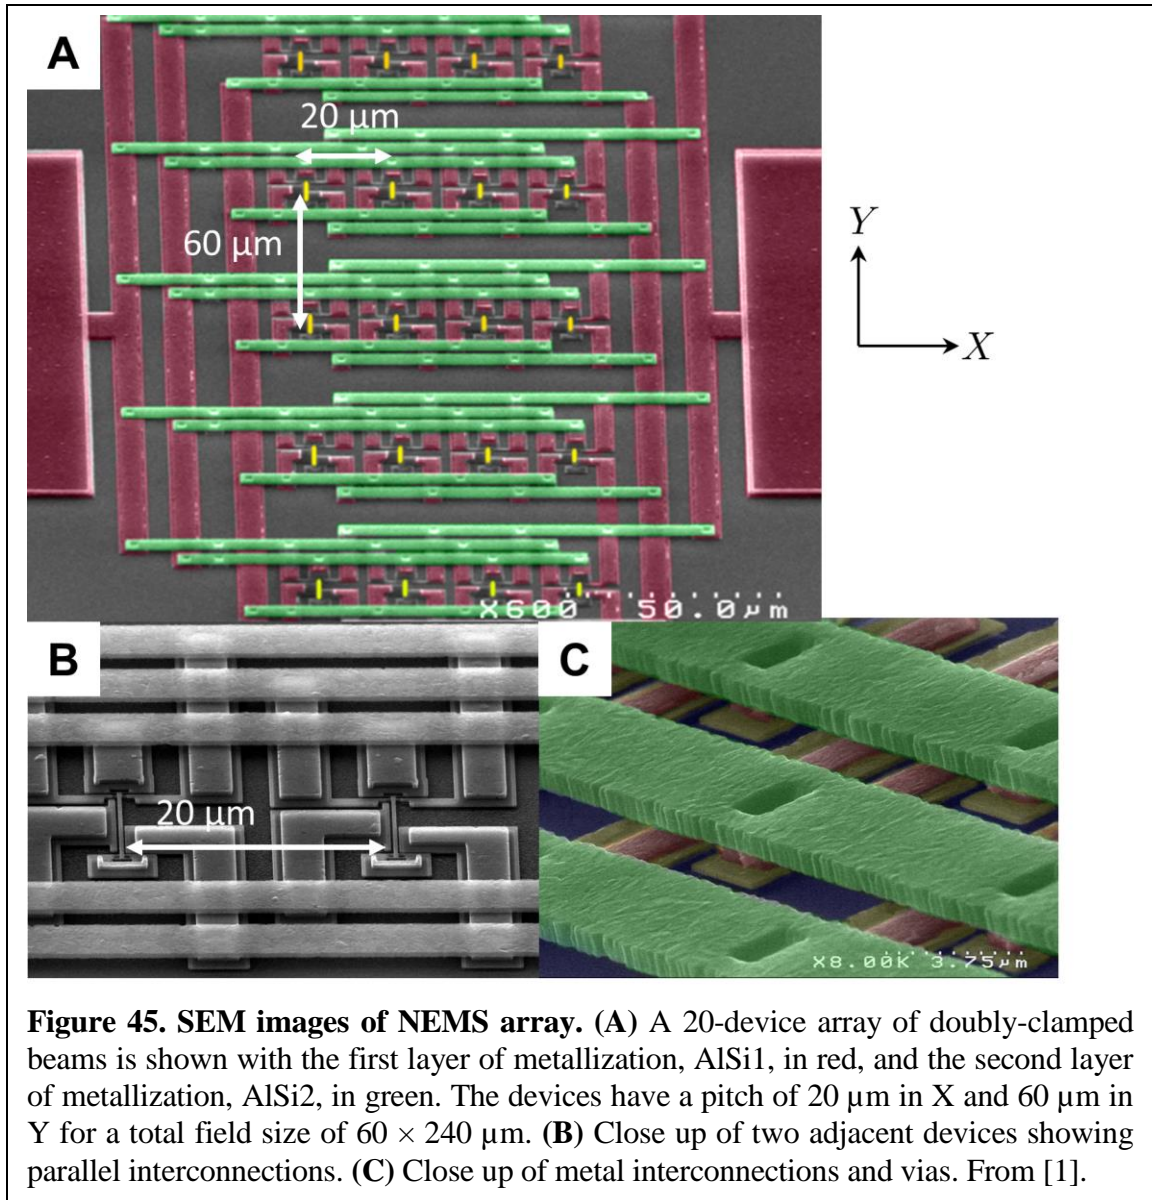 A
20 µm
60 µm
Y
X
X600 50.0µm
B
20 µm
C
X8.00K 3.75µm
Figure 45. SEM images of NEMS array. (A) A 20-device array of doubly-clamped
beams is shown with the first layer of metallization, AlSi1, in red, and the second layer
of metallization, AlSi2, in green. The devices have a pitch of 20 µm in X and 60 µm in
Y for a total field size of 60 × 240 µm. (B) Close up of two adjacent devices showing
parallel interconnections. (C) Close up of metal interconnections and vias. From [1].